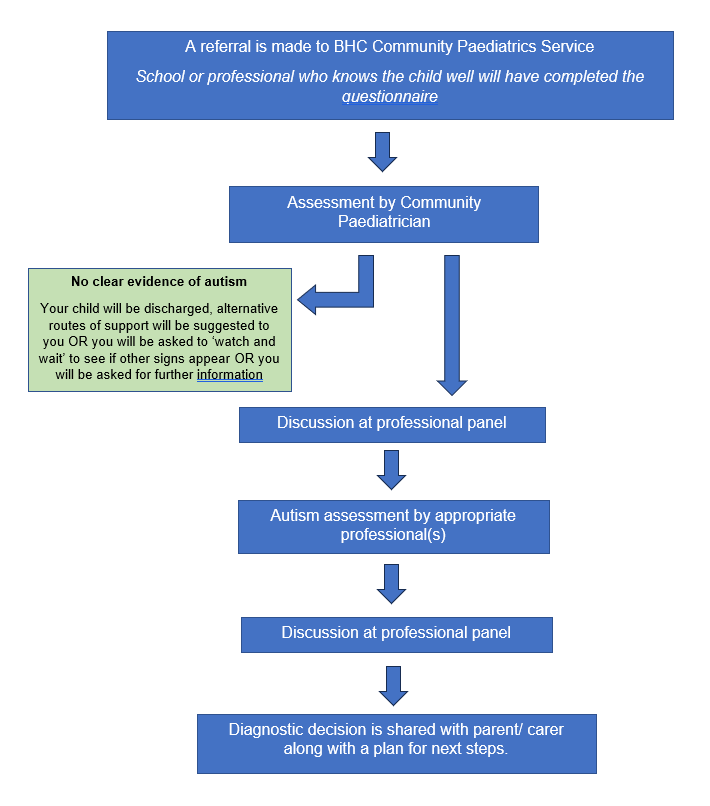 A referral is made to BHC Community Paediatrics Service
School or professional who knows the child well will have completed the
questionnaire
Assessment by Community
Paediatrician
No clear evidence of autism
Your child will be discharged, alternative
routes of support will be suggested to
you OR you will be asked to ‘watch and
wait’ to see if other signs appear OR you
will be asked for further information
Discussion at professional panel
Autism assessment by appropriate
professional(s)
Discussion at professional panel
Diagnostic decision is shared with parent/ carer
along with a plan for next steps.